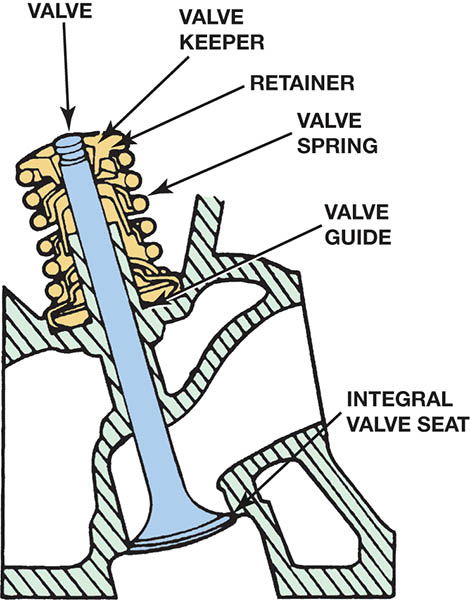 VALVE
VALVE
KEEPER
RETAINER
VALVE
SPRING
VALVE
GUIDE
INTEGRAL
VALVE SEAT